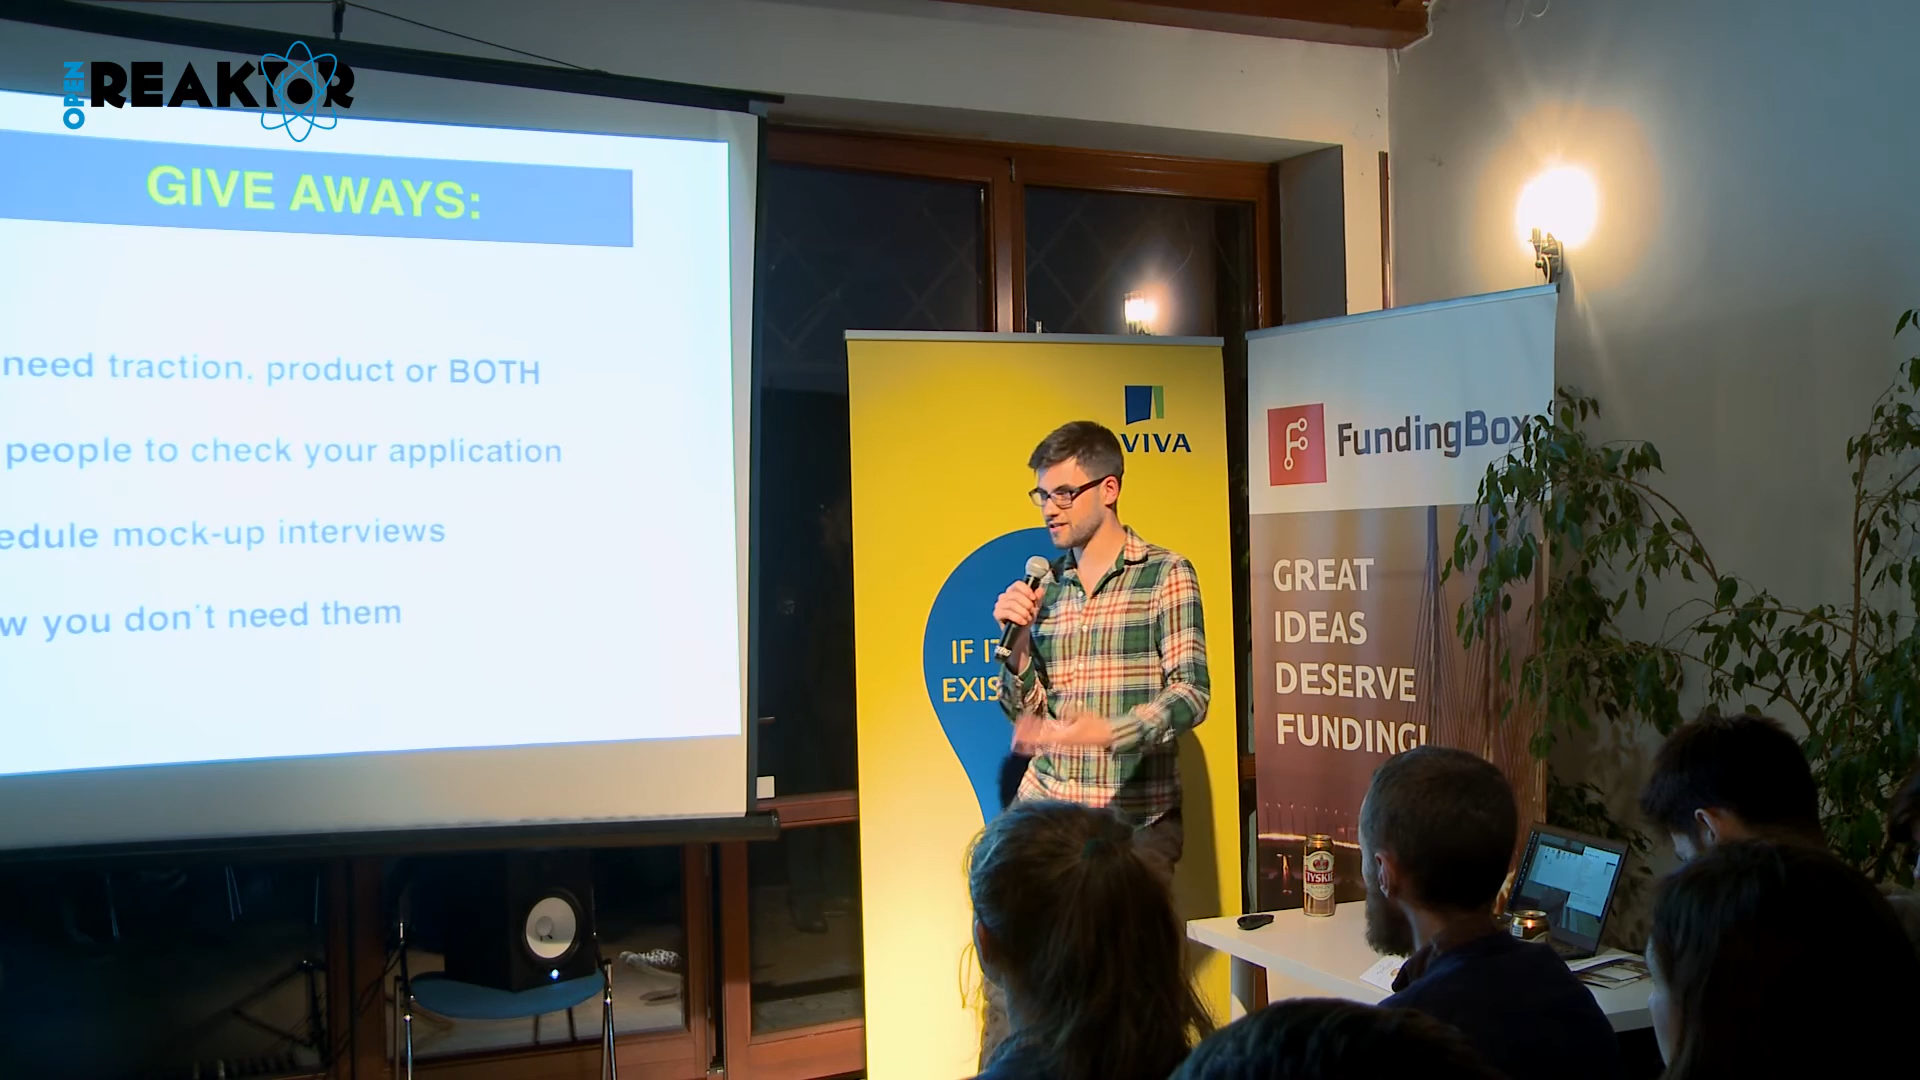 OPEN
REAKTOR
GIVE AWAYS:
need traction, product or BOTH
people to check your application
edule mock-up interviews
w you don't need them
VIVA
IF IT
EXIS
FundingBox
GREAT
IDEAS
DESERVE
FUNDING!
TYSKIE